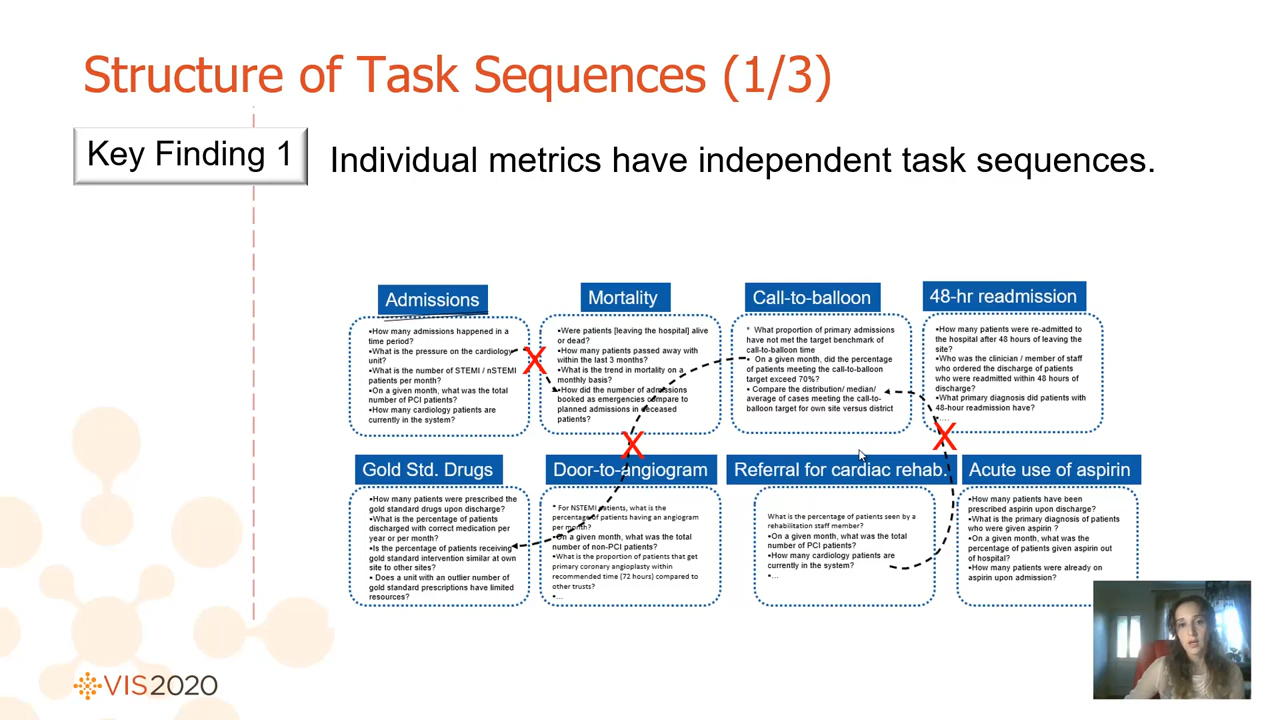 Structure of Task Sequences (1/3)
Key Finding 1
Individual metrics have independent task sequences.
Admissions
•How many admissions happened in a
time period?
•What is the pressure on the cardiology
unit?
•What is the number of STEMI / nSTEMI
patients per month?
•On a given month, what was the total
number of PCI patients?
•How many cardiology patients are
currently in the system?
X
Mortality
•Were patients [leaving the hospital] alive
or dead?
•How many patients passed away with
within the last 3 months?
•What is the trend in mortality on a
monthly basis?
•How did the number of admissions
booked as emergencies compare to
planned admissions in deceased
patients?
X
Call-to-balloon
* What proportion of primary admissions
have not met the target benchmark of
call-to-balloon time
• On a given month, did the percentage
of patients meeting the call-to-balloon
target exceed 70%?
• Compare the distribution/ median/
average of cases meeting the call-to-
balloon target for own site versus district
48-hr readmission
•How many patients were re-admitted to
the hospital after 48 hours of leaving the
site?
•Who was the clinician / member of staff
who ordered the discharge of patients
who were readmitted within 48 hours of
discharge?
•What primary diagnosis did patients with
48-hour readmission have?
•....
X
Gold Std. Drugs
•How many patients were prescribed the
gold standard drugs upon discharge?
•What is the percentage of patients
discharged with correct medication per
year or per month?
•Is the percentage of patients receiving
gold standard intervention similar at own
site to other sites?
• Does a unit with an outlier number of
gold standard prescriptions have limited
resources?
Door-to-angiogram
* For NSTEMI patients, what is the
percentage of patients having an angiogram
per month?
•On a given month, what was the total
number of non-PCI patients?
•What is the proportion of patients that get
primary coronary angioplasty within
recommended time (72 hours) compared to
other trusts?
•...
Referral for cardiac rehab.
What is the percentage of patients seen by a
rehabilitation staff member?
•On a given month, what was the total
number of PCI patients?
•How many cardiology patients are
currently in the system?
•...
Acute use of aspirin
•How many patients have been
prescribed aspirin upon discharge?
•What is the primary diagnosis of patients
who were given aspirin ?
•On a given month, what was the
percentage of patients given aspirin out
of hospital?
•How many patients were already on
aspirin upon admission?
VIS2020